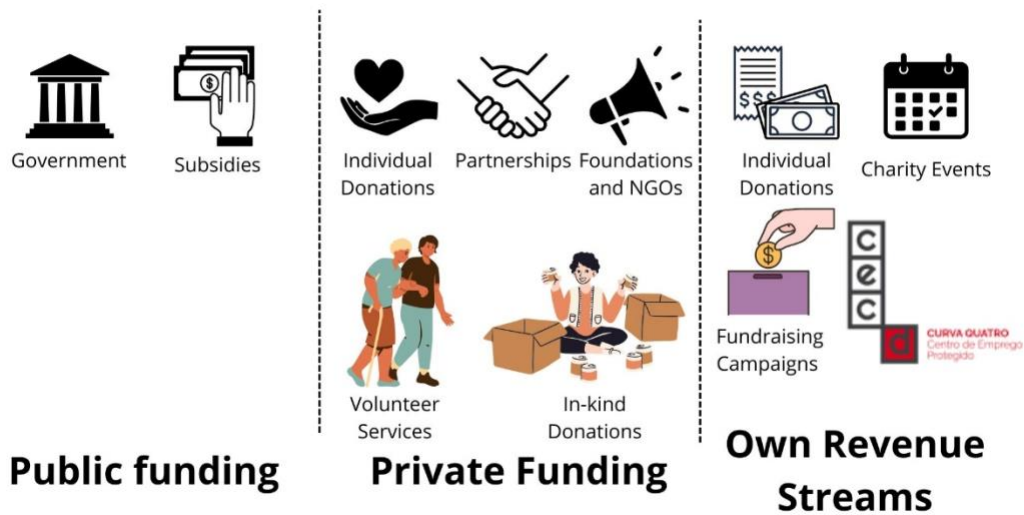 Government
Subsidies
Public funding
Individual
Donations
Partnerships
Foundations
and NGOs
Volunteer
Services
In-kind
Donations
Private Funding
$$$
Individual
Donations
Charity Events
Fundraising
Campaigns
c
e
c
d
CURVA QUATRO
Centro de Emprego
Protegido
Own Revenue
Streams